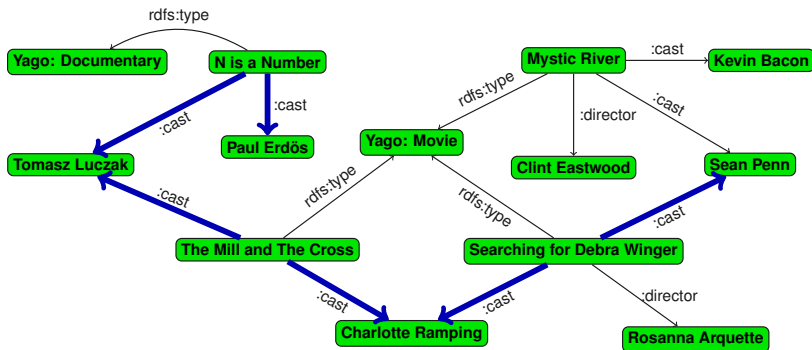 rdfs:type
Yago: Documentary
N is a Number
Mystic River
:cast
Kevin Bacon
:cast
:cast
rdfs:type
:cast
:director
Paul Erdös
Yago: Movie
Tomasz Luczak
Clint Eastwood
Sean Penn
:cast
rdfs:type
rdfs:type
:cast
The Mill and The Cross
Searching for Debra Winger
:cast
:cast
:director
Charlotte Ramping
Rosanna Arquette